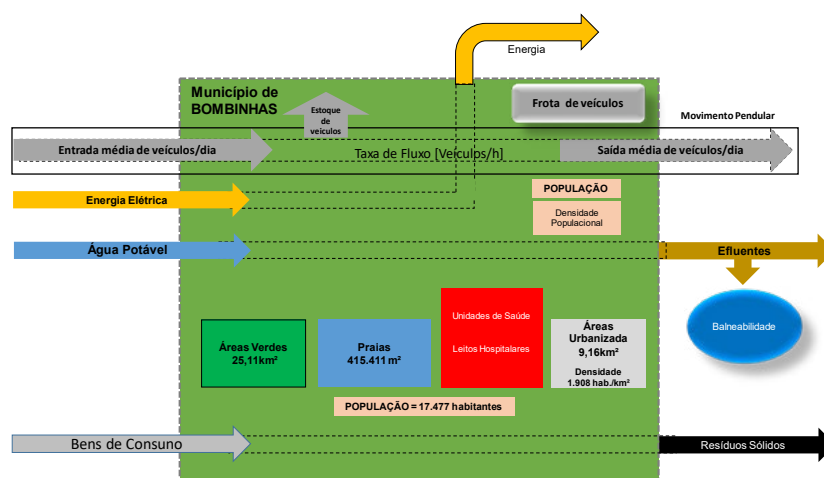 Energia
Município de
BOMBINHAS
Estoque
de
veículos
Frota de veículos
Movimento Pendular
Entrada média de veículos/dia
Taxa de Fluxo [Veículos/h]
Saída média de veículos/dia
Energia Elétrica
POPULAÇÃO
Densidade
Populacional
Água Potável
Efluentes
Balneabilidade
Áreas Verdes
25,11km²
Praias
415.411 m²
Unidades de Saúde
Leitos Hospitalares
Áreas
Urbanizada
9,16km²
Densidade
1.908 hab./km²
POPULAÇÃO = 17.477 habitantes
Bens de Consuno
Resíduos Sólidos